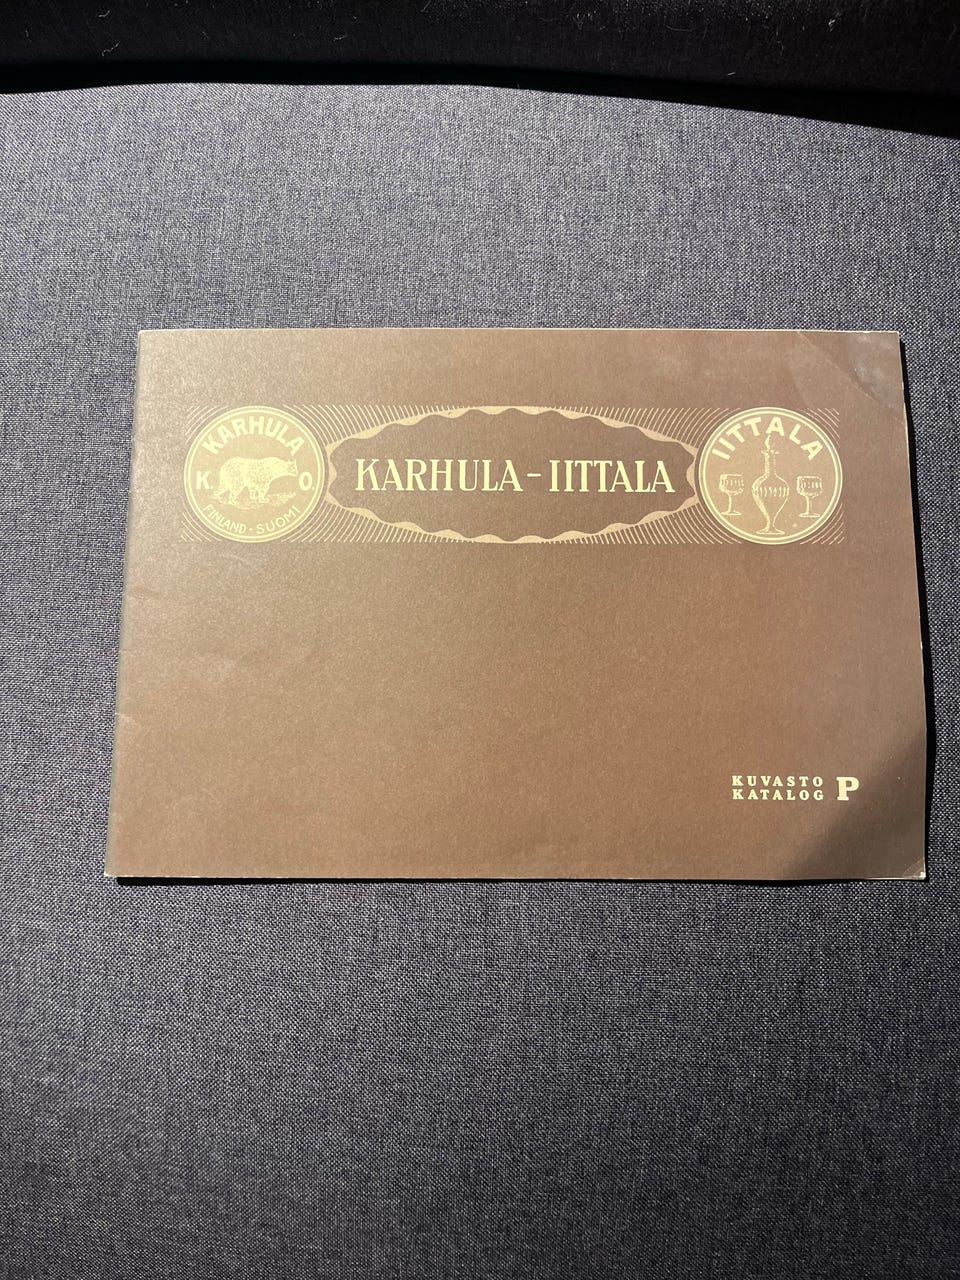 KARHULA
K. O.
FINLAND - SUOMI
KARHULA - IITTALA
IITTALA
KUVASTO
KATALOG P